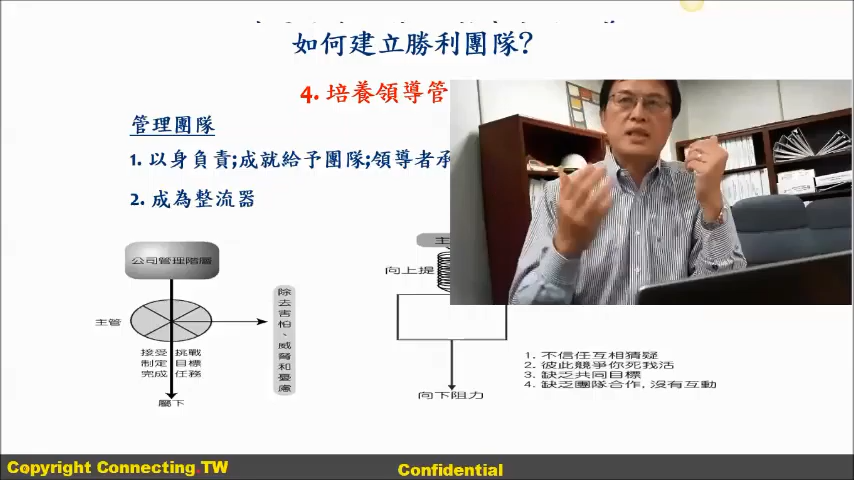 如何建立勝利團隊?
4. 培養領導管
管理團隊
1. 以身負責;成就給予團隊;領導者承
2. 成為整流器
公司管理階層
主管
接受 挑戰
制定 目標
完成 任務
屬下
除去害怕、威脅和憂慮
主
向上提
向下阻力
1. 不信任互相猜疑
2. 彼此競爭你死我活
3. 缺乏共同目標
4. 缺乏團隊合作, 沒有互動
Copyright Connecting.TW
Confidential